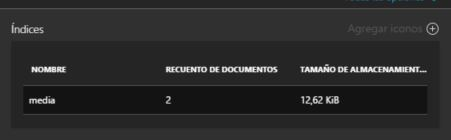 Índices
Agregar iconos
NOMBRE RECUENTO DE DOCUMENTOS TAMAÑO DE ALMACENAMIENT...
media 2 12,62 KiB